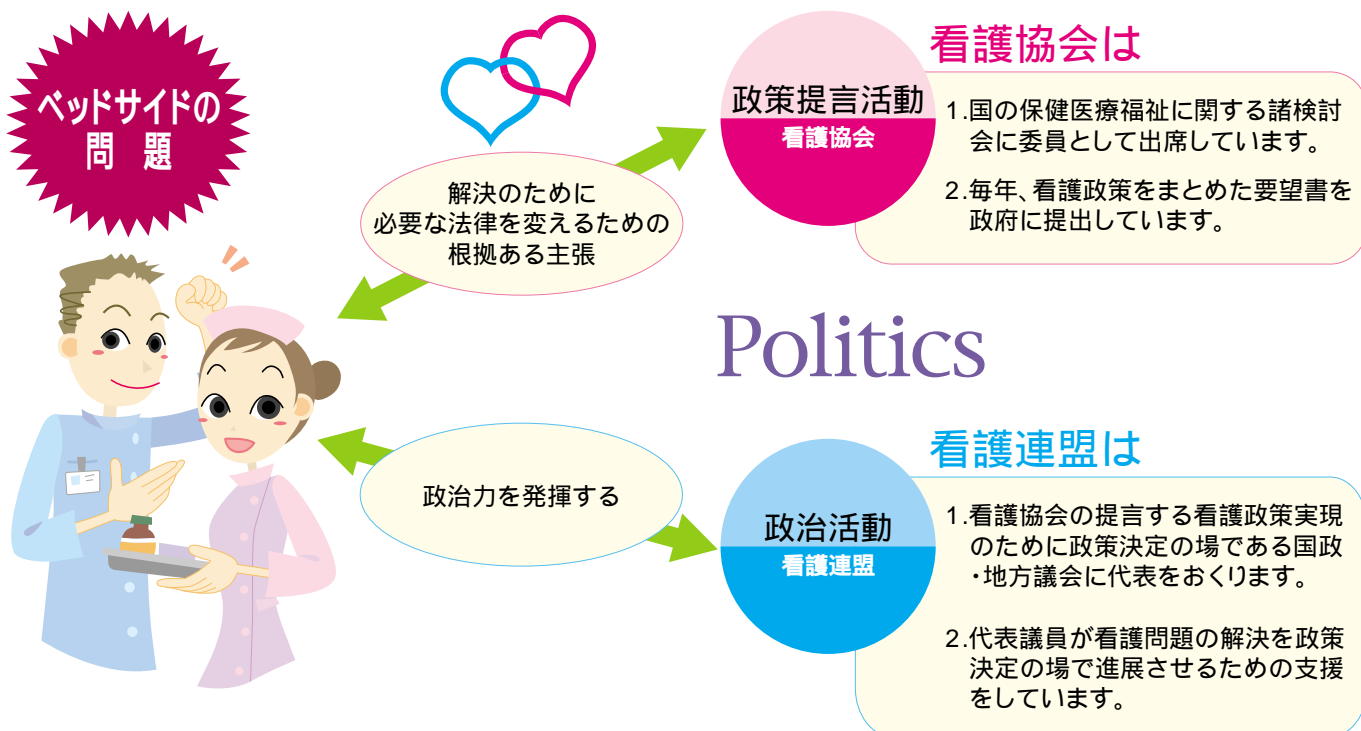 ベッドサイドの
問 題
解決のために
必要な法律を変えるための
根拠ある主張
政策提言活動
看護協会
看護協会は
1.国の保健医療福祉に関する諸検討
会に委員として出席しています。
2.毎年、看護政策をまとめた要望書を
政府に提出しています。
Politics
政治力を発揮する
政治活動
看護連盟
看護連盟は
1.看護協会の提言する看護政策実現
のために政策決定の場である国政
・地方議会に代表をおくります。
2.代表議員が看護問題の解決を政策
決定の場で進展させるための支援
をしています。